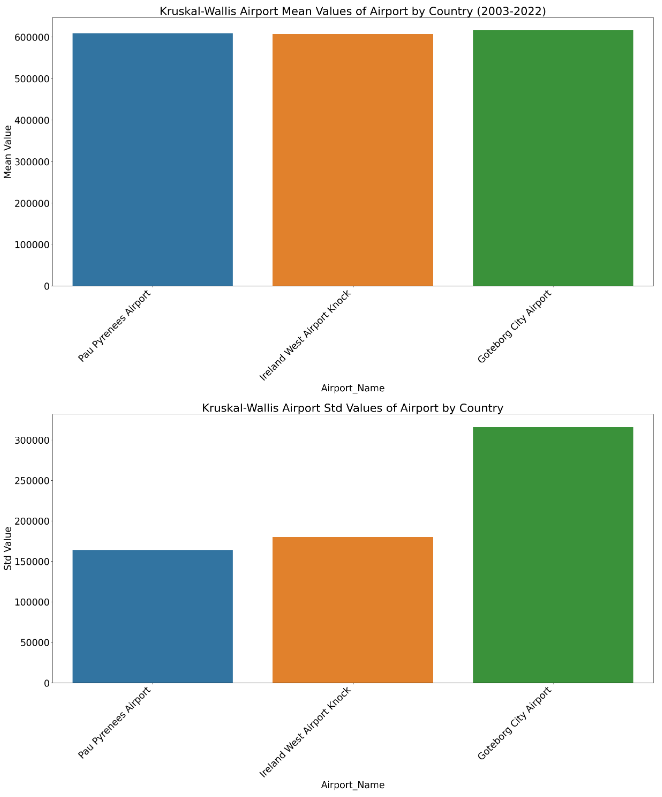 Kruskal-Wallis Airport Mean Values of Airport by Country (2003-2022)
600000
500000
400000
300000
200000
100000
0
Mean Value
Pau Pyrenees Airport
Ireland West Airport Knock
Goteborg City Airport
Airport_Name
Kruskal-Wallis Airport Std Values of Airport by Country
300000
250000
200000
150000
100000
50000
0
Std Value
Pau Pyrenees Airport
Ireland West Airport Knock
Goteborg City Airport
Airport_Name